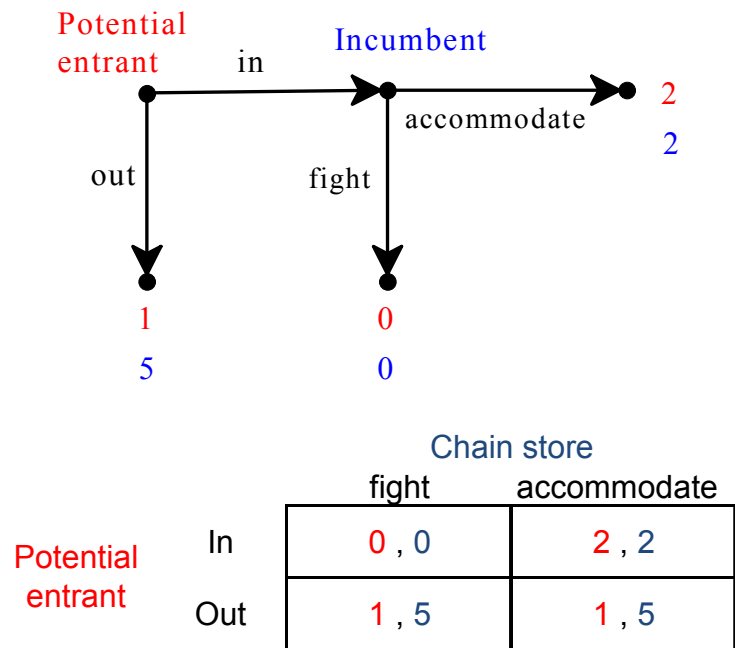 Potential
entrant
in
Incumbent
2
accommodate
2
out
fight
1
0
5
0
Chain store
fight accommodate
Potential
entrant
In 0 , 0 2 , 2
Out 1 , 5 1 , 5